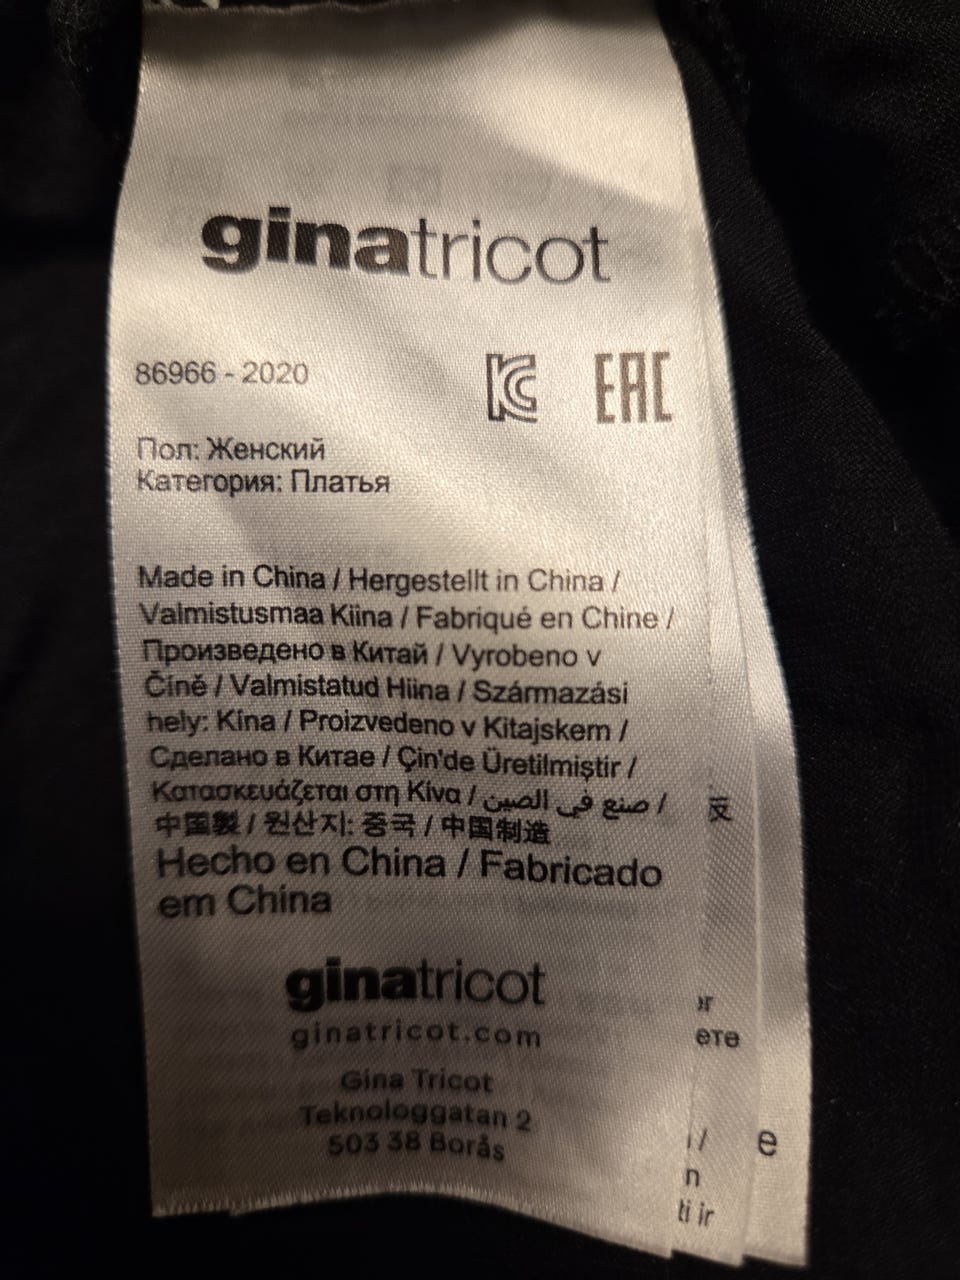 ginatricot
86966 - 2020
KC EAC
Пол: Женский
Категория: Платья
Made in China / Hergestellt in China /
Valmistusmaa Kiina / Fabriqué en Chine /
Произведено в Китай / Vyrobeno v
Číně / Valmistatud Hiina / Származási
hely: Kína / Proizvedeno v Kitajskem /
Сделано в Китае / Çin'de Üretilmiştir /
Κατασκευάζεται στη Κίνα / صنع في الصين /
中国製 / 원산지: 중국 / 中国制造
Hecho en China / Fabricado
em China
ginatricot
ginatricot.com
Gina Tricot
Teknologgatan 2
503 38 Borås